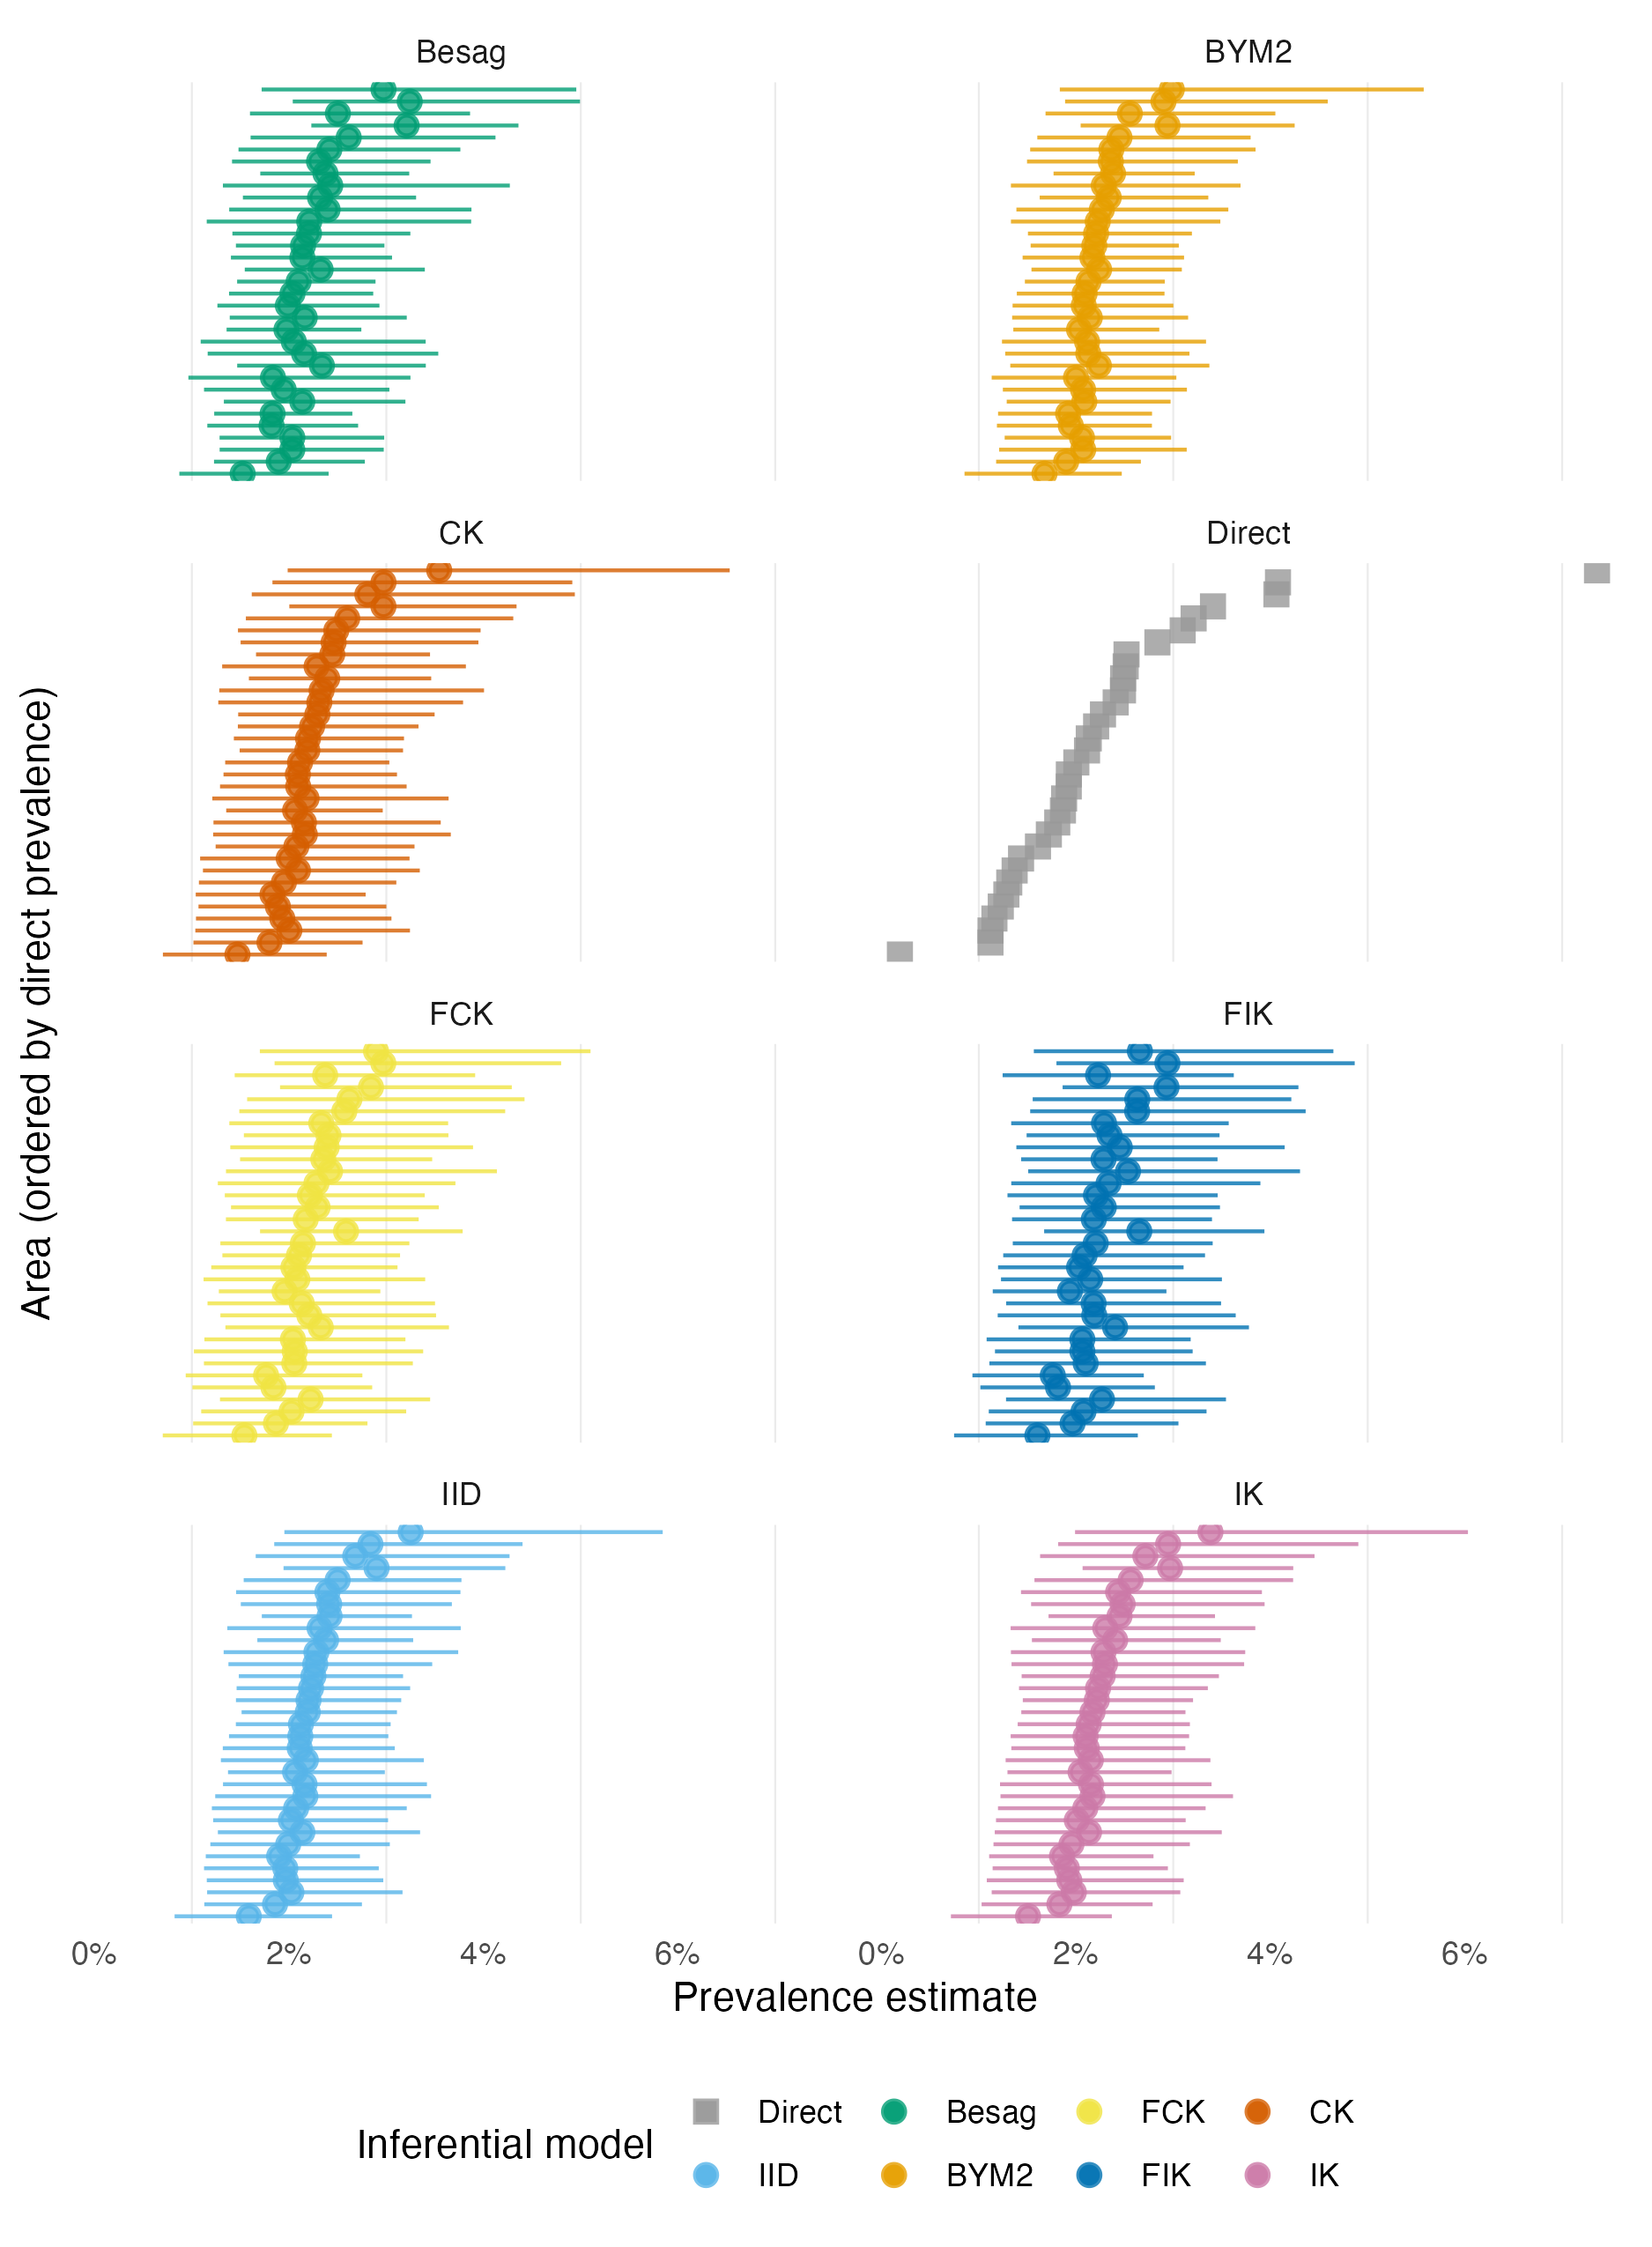 Besag
BYM2
CK
Direct
Area (ordered by direct prevalence)
FCK
FIK
IID
IK
0% 2% 4% 6% 0% 2% 4% 6%
Prevalence estimate
Inferential model
Direct Besag FCK CK
IID BYM2 FIK IK